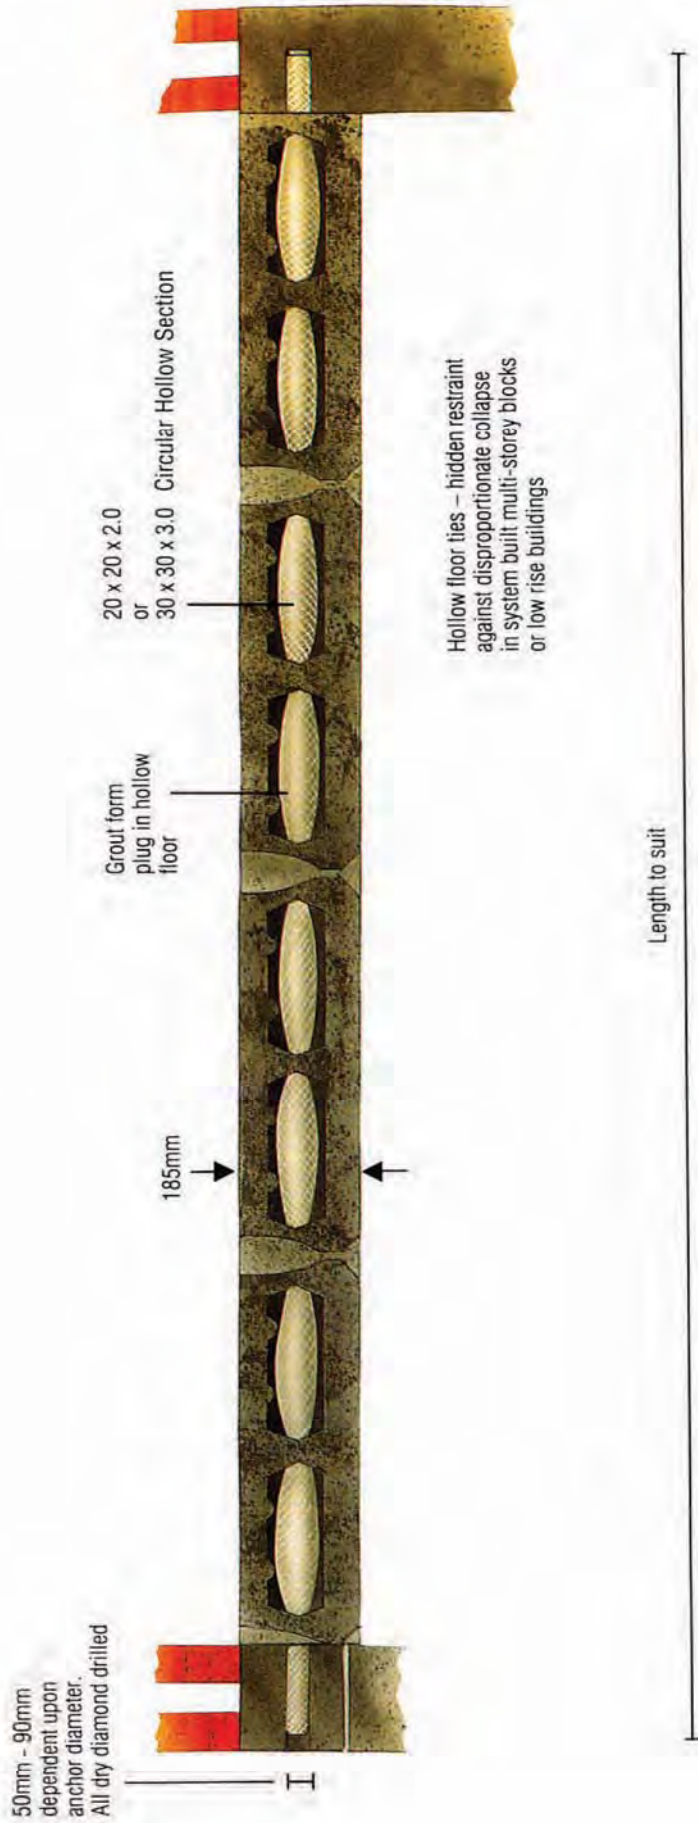 50mm - 90mm
dependent upon
anchor diameter.
All dry diamond drilled
185mm
Grout form
plug in hollow
floor
20 x 20 x 2.0
or
30 x 30 x 3.0 Circular Hollow Section
Hollow floor ties – hidden restraint
against disproportionate collapse
in system built multi-storey blocks
or low rise buildings
Length to suit